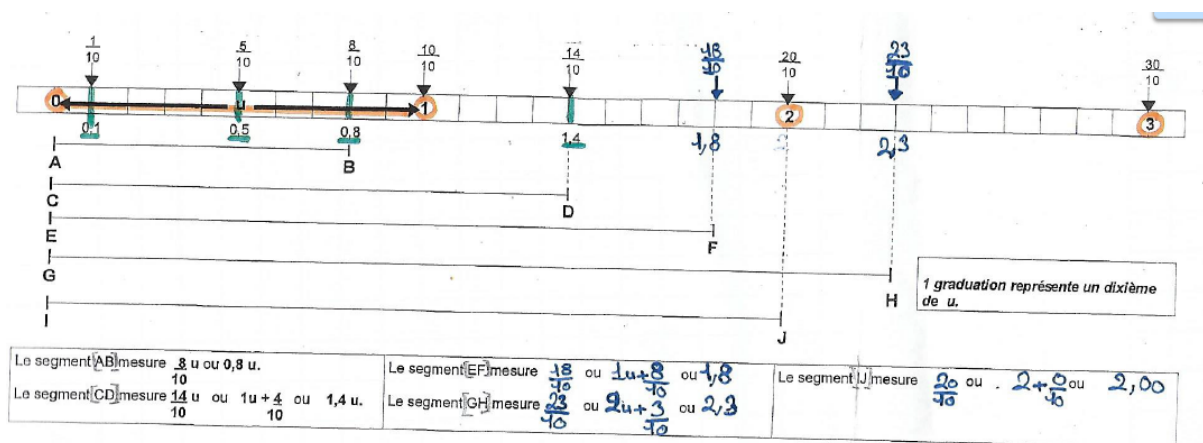 1/10 5/10 8/10 10/10 14/10 18/10 20/10 23/10 30/10
0 u 1 2 3
0,1 0,5 0,8 1,4 1,8 2,3
A B
C D
E F
G H
1 graduation représente un dixième
de u.
I J
Le segment [AB] mesure 8/10 u ou 0,8 u.
Le segment [CD] mesure 14/10 u ou 1u + 4/10 ou 1,4 u.
Le segment [EF] mesure 18/10 ou 1u + 8/10 ou 1,8
Le segment [GH] mesure 23/10 ou 2u + 3/10 ou 2,3
Le segment [IJ] mesure 20/10 ou . 2 + 0/10 ou 2,00